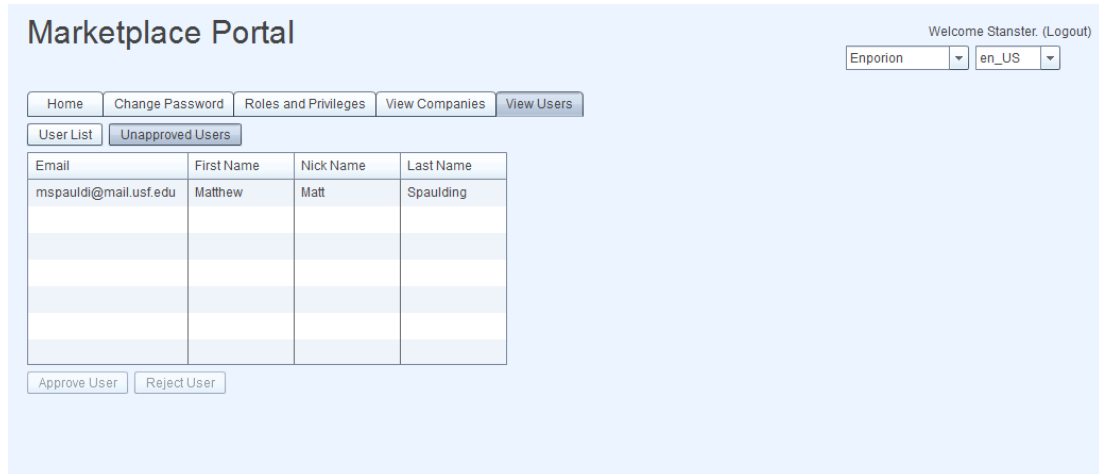 Marketplace Portal
Welcome Stanster. (Logout)
Enporion en_US
Home Change Password Roles and Privileges View Companies View Users
User List Unapproved Users
Email First Name Nick Name Last Name
mspauldi@mail.usf.edu Matthew Matt Spaulding
Approve User Reject User